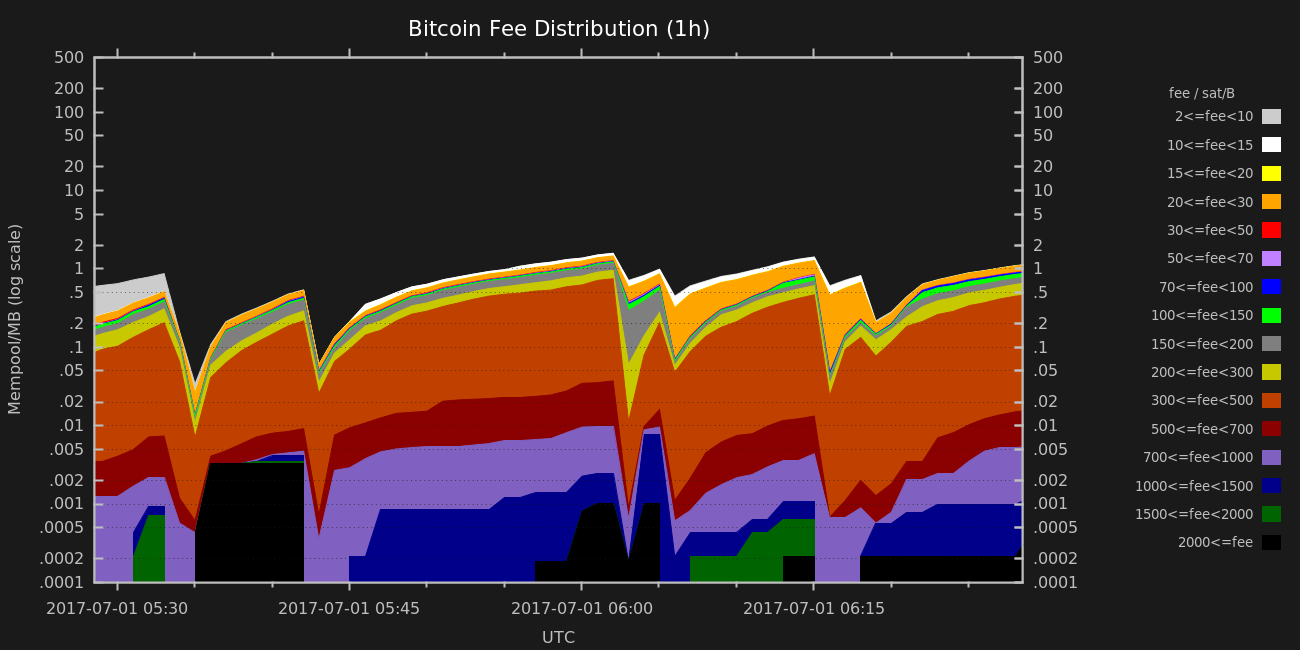 Bitcoin Fee Distribution (1h)
500 500
200 200
100 100
50 50
20 20
10 10
5 5
2 2
1 1
.5 .5
.2 .2
.1 .1
.05 .05
.02 .02
.01 .01
.005 .005
.002 .002
.001 .001
.0005 .0005
.0002 .0002
.0001 .0001
Mempool/MB (log scale)
2017-07-01 05:30 2017-07-01 05:45 2017-07-01 06:00 2017-07-01 06:15
UTC
fee / sat/B
2<=fee<10
10<=fee<15
15<=fee<20
20<=fee<30
30<=fee<50
50<=fee<70
70<=fee<100
100<=fee<150
150<=fee<200
200<=fee<300
300<=fee<500
500<=fee<700
700<=fee<1000
1000<=fee<1500
1500<=fee<2000
2000<=fee